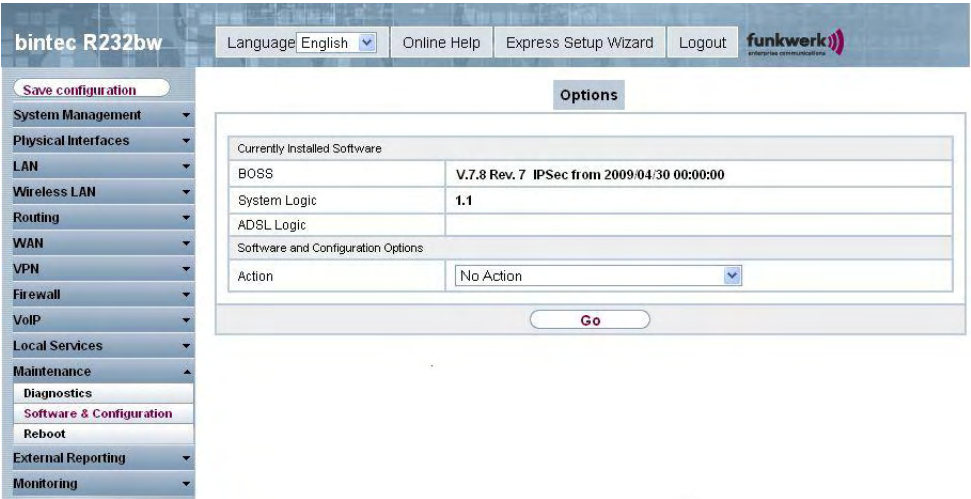 bintec R232bw
Language English
Online Help
Express Setup Wizard
Logout
funkwerk
enterprise communications
Save configuration
System Management
Physical Interfaces
LAN
Wireless LAN
Routing
WAN
VPN
Firewall
VoIP
Local Services
Maintenance
Diagnostics
Software & Configuration
Reboot
External Reporting
Monitoring
Options
Currently Installed Software
BOSS V.7.8 Rev. 7 IPSec from 2009/04/30 00:00:00
System Logic 1.1
ADSL Logic
Software and Configuration Options
Action No Action
Go